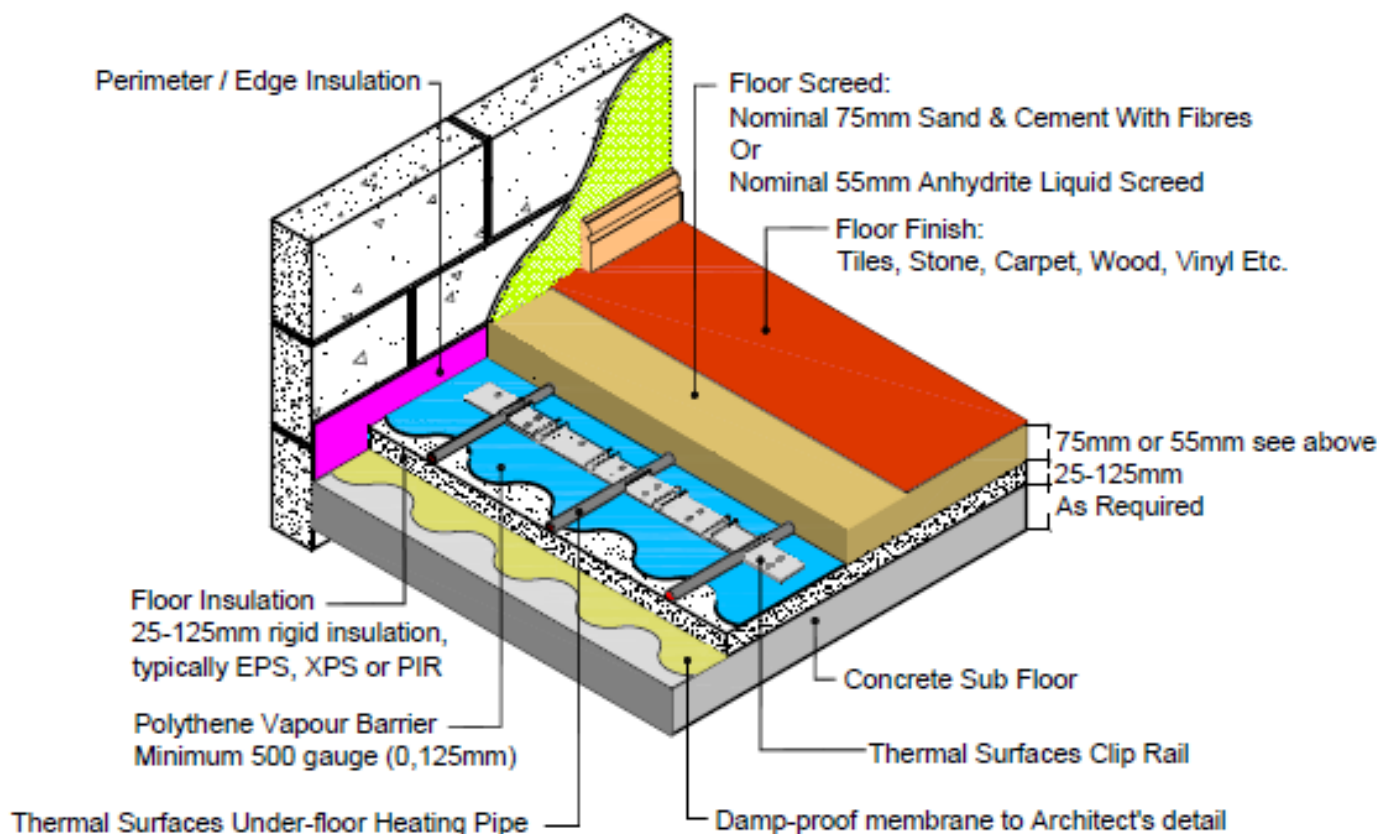 Perimeter / Edge Insulation
Floor Screed:
Nominal 75mm Sand & Cement With Fibres
Or
Nominal 55mm Anhydrite Liquid Screed
Floor Finish:
Tiles, Stone, Carpet, Wood, Vinyl Etc.
75mm or 55mm see above
25-125mm
As Required
Floor Insulation
25-125mm rigid insulation,
typically EPS, XPS or PIR
Concrete Sub Floor
Polythene Vapour Barrier
Minimum 500 gauge (0,125mm)
Thermal Surfaces Clip Rail
Thermal Surfaces Under-floor Heating Pipe
Damp-proof membrane to Architect's detail